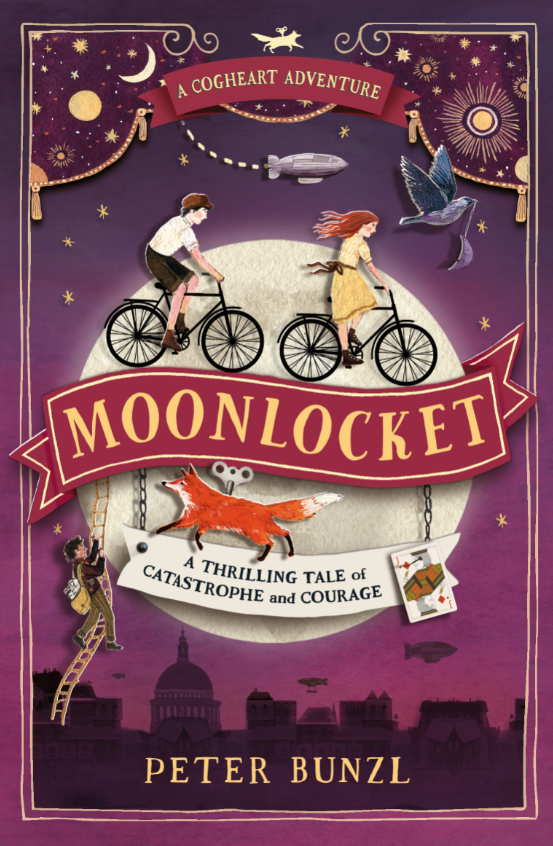 A COGHEART ADVENTURE
MOONLOCKET
A THRILLING TALE of
CATASTROPHE and COURAGE
PETER BUNZL